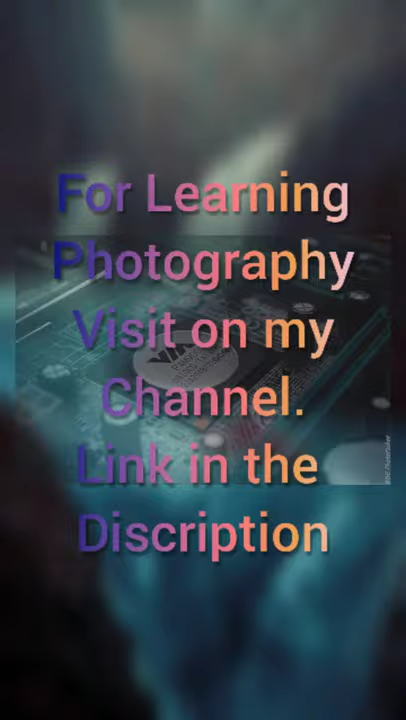 For Learning
Photography
Visit on my
Channel.
Link in the
Discription